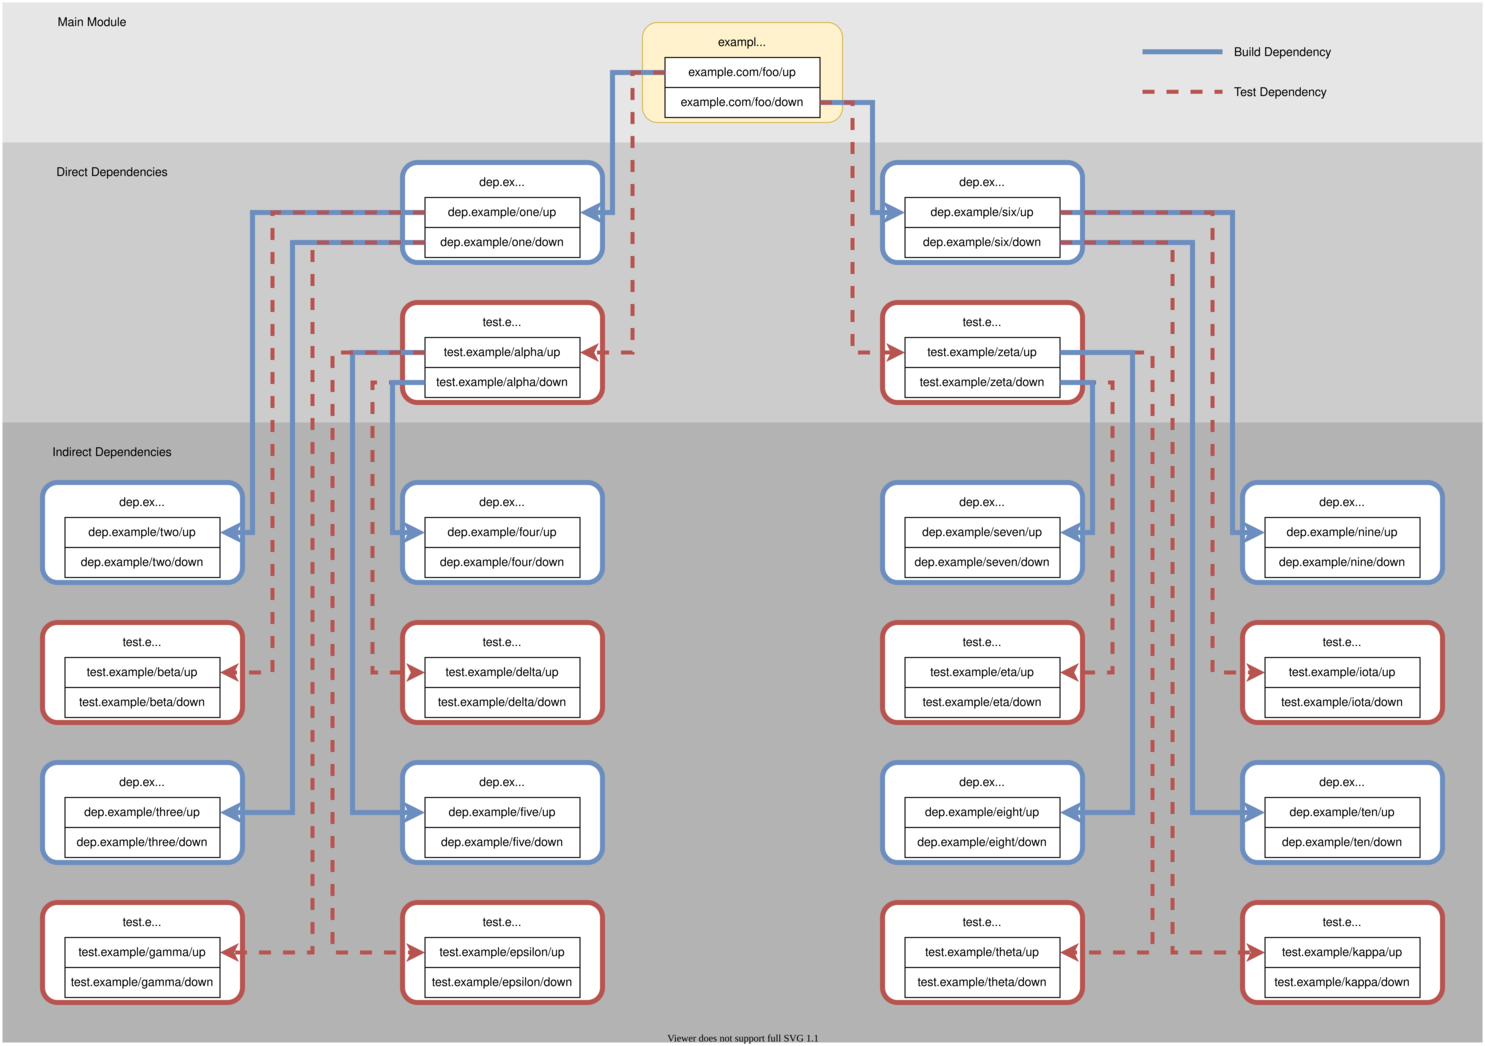 Main Module
exampl...
example.com/foo/up
example.com/foo/down
Build Dependency
Test Dependency
Direct Dependencies
dep.ex...
dep.example/one/up
dep.example/one/down
dep.ex...
dep.example/six/up
dep.example/six/down
test.e...
test.example/alpha/up
test.example/alpha/down
test.e...
test.example/zeta/up
test.example/zeta/down
Indirect Dependencies
dep.ex...
dep.example/two/up
dep.example/two/down
dep.ex...
dep.example/four/up
dep.example/four/down
dep.ex...
dep.example/seven/up
dep.example/seven/down
dep.ex...
dep.example/nine/up
dep.example/nine/down
test.e...
test.example/beta/up
test.example/beta/down
test.e...
test.example/delta/up
test.example/delta/down
test.e...
test.example/eta/up
test.example/eta/down
test.e...
test.example/iota/up
test.example/iota/down
dep.ex...
dep.example/three/up
dep.example/three/down
dep.ex...
dep.example/five/up
dep.example/five/down
dep.ex...
dep.example/eight/up
dep.example/eight/down
dep.ex...
dep.example/ten/up
dep.example/ten/down
test.e...
test.example/gamma/up
test.example/gamma/down
test.e...
test.example/epsilon/up
test.example/epsilon/down
test.e...
test.example/theta/up
test.example/theta/down
test.e...
test.example/kappa/up
test.example/kappa/down
Viewer does not support full SVG 1.1